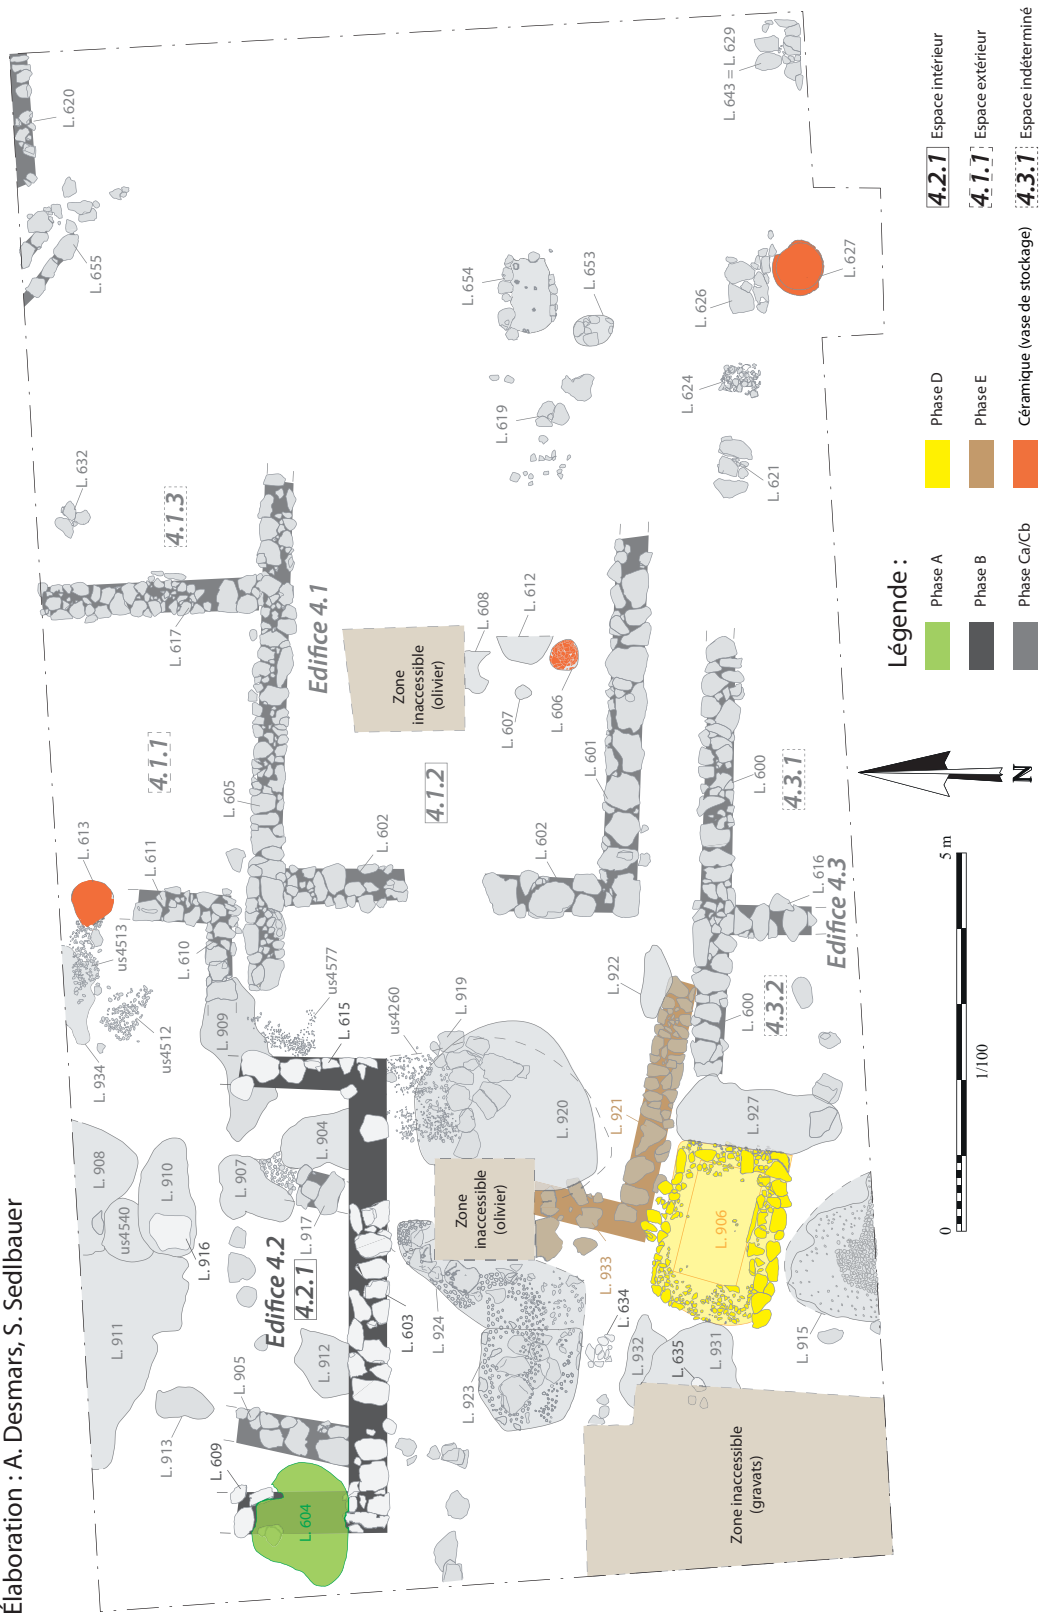 Élaboration : A. Desmars, S. Sedlbauer
L. 620
L. 655
L. 632
4.1.3
L. 617
Edifice 4.1
4.1.1
L. 605
L. 613
L. 611
us4513
L. 610
us4512
L. 934
L. 909
us4577
L. 615
L. 602
4.1.2
Zone
inaccessible
(olivier)
L. 608
L. 612
L. 607
L. 606
L. 601
L. 602
L. 643 = L. 629
L. 654
L. 653
L. 619
L. 626
L. 627
L. 624
L. 621
L. 600
4.3.1
L. 616
Edifice 4.3
L. 600
4.3.2
L. 922
us4260
L. 919
L. 920
L. 921
L. 927
L. 908
us4540
L. 910
L. 916
L. 907
L. 904
L. 917
Edifice 4.2
4.2.1
L. 911
L. 912
L. 905
L. 913
L. 609
L. 604
L. 603
L. 924
L. 923
Zone
inaccessible
(olivier)
L. 933
L. 634
L. 906
L. 932
L. 635
L. 931
L. 915
Zone inaccessible
(gravats)
N
0
5 m
1/100
Légende :
Phase A
Phase B
Phase Ca/Cb
Phase D
Phase E
Céramique (vase de stockage)
4.2.1 Espace intérieur
4.1.1 Espace extérieur
4.3.1 Espace indéterminé